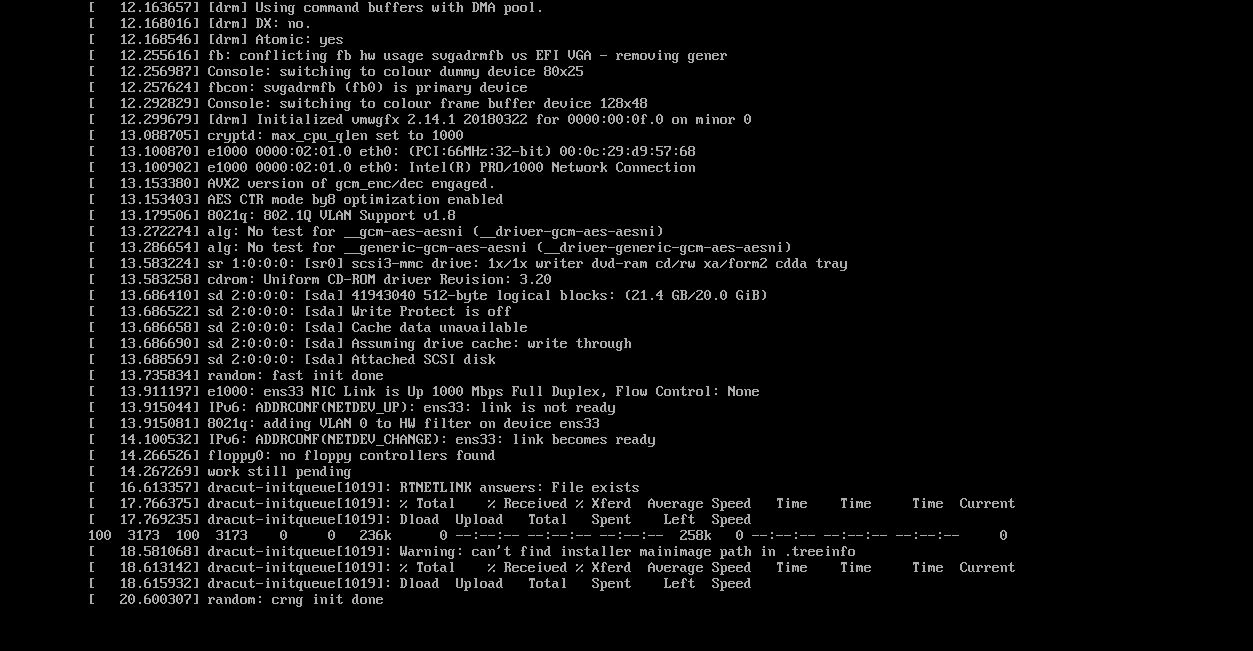 [   12.163657] [drm] Using command buffers with DMA pool.
[   12.168016] [drm] DX: no.
[   12.168546] [drm] Atomic: yes
[   12.255616] fb: conflicting fb hw usage svgadrmfb vs EFI VGA - removing gener
[   12.256987] Console: switching to colour dummy device 80x25
[   12.257624] fbcon: svgadrmfb (fb0) is primary device
[   12.292829] Console: switching to colour frame buffer device 128x48
[   12.299679] [drm] Initialized vmwgfx 2.14.1 20180322 for 0000:00:0f.0 on minor 0
[   13.088705] cryptd: max_cpu_qlen set to 1000
[   13.100870] e1000 0000:02:01.0 eth0: (PCI:66MHz:32-bit) 00:0c:29:d9:57:68
[   13.100902] e1000 0000:02:01.0 eth0: Intel(R) PRO/1000 Network Connection
[   13.153380] AVX2 version of gcm_enc/dec engaged.
[   13.153403] AES CTR mode by8 optimization enabled
[   13.179506] 8021q: 802.1Q VLAN Support v1.8
[   13.272274] alg: No test for __gcm-aes-aesni (__driver-gcm-aes-aesni)
[   13.286654] alg: No test for __generic-gcm-aes-aesni (__driver-generic-gcm-aes-aesni)
[   13.583224] sr 1:0:0:0: [sr0] scsi3-mmc drive: 1x/1x writer dvd-ram cd/rw xa/form2 cdda tray
[   13.583258] cdrom: Uniform CD-ROM driver Revision: 3.20
[   13.686410] sd 2:0:0:0: [sda] 41943040 512-byte logical blocks: (21.4 GB/20.0 GiB)
[   13.686522] sd 2:0:0:0: [sda] Write Protect is off
[   13.686658] sd 2:0:0:0: [sda] Cache data unavailable
[   13.686690] sd 2:0:0:0: [sda] Assuming drive cache: write through
[   13.688569] sd 2:0:0:0: [sda] Attached SCSI disk
[   13.735834] random: fast init done
[   13.911197] e1000: ens33 NIC Link is Up 1000 Mbps Full Duplex, Flow Control: None
[   13.915044] IPv6: ADDRCONF(NETDEV_UP): ens33: link is not ready
[   13.915081] 8021q: adding VLAN 0 to HW filter on device ens33
[   14.100532] IPv6: ADDRCONF(NETDEV_CHANGE): ens33: link becomes ready
[   14.266526] floppy0: no floppy controllers found
[   14.267269] work still pending
[   16.613357] dracut-initqueue[1019]: RTNETLINK answers: File exists
[   17.766375] dracut-initqueue[1019]: % Total    % Received % Xferd  Average Speed   Time    Time     Time  Current
[   17.769235] dracut-initqueue[1019]: Dload  Upload   Total   Spent    Left  Speed
100  3173  100  3173    0     0   236k      0 --:--:-- --:--:-- --:--:--  258k   0 --:--:-- --:--:-- --:--:--     0
[   18.581068] dracut-initqueue[1019]: Warning: can't find installer mainimage path in .treeinfo
[   18.613142] dracut-initqueue[1019]: % Total    % Received % Xferd  Average Speed   Time    Time     Time  Current
[   18.615932] dracut-initqueue[1019]: Dload  Upload   Total   Spent    Left  Speed
[   20.600307] random: crng init done